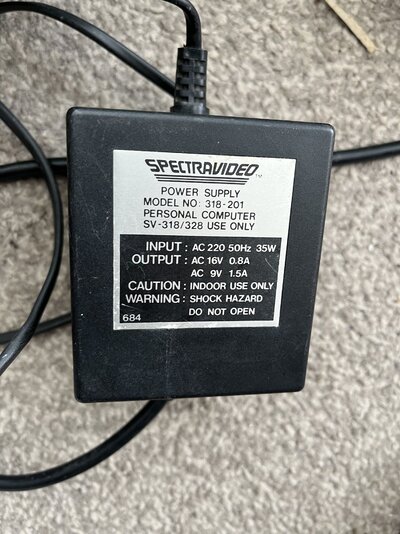 SPECTRAVIDEO™
POWER SUPPLY
MODEL NO: 318-201
PERSONAL COMPUTER
SV-318/328 USE ONLY
INPUT : AC 220 50Hz 35W
OUTPUT : AC 16V 0.8A
AC 9V 1.5A
CAUTION : INDOOR USE ONLY
WARNING : SHOCK HAZARD
DO NOT OPEN
684